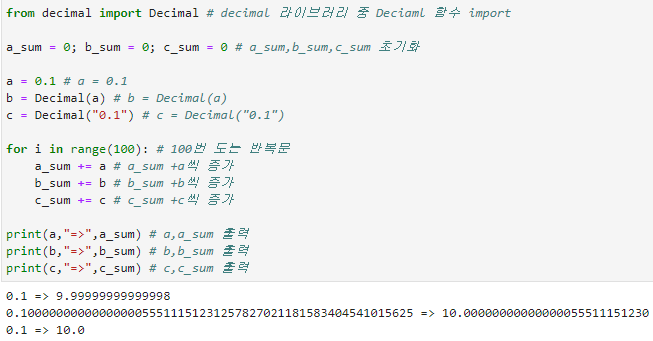 from decimal import Decimal # decimal 라이브러리 중 Deciaml 함수 import
a_sum = 0; b_sum = 0; c_sum = 0 # a_sum,b_sum,c_sum 초기화
a = 0.1 # a = 0.1
b = Decimal(a) # b = Decimal(a)
c = Decimal("0.1") # c = Decimal("0.1")
for i in range(100): # 100번 도는 반복문
    a_sum += a # a_sum +a씩 증가
    b_sum += b # b_sum +b씩 증가
    c_sum += c # c_sum +c씩 증가
print(a,"=>",a_sum) # a,a_sum 출력
print(b,"=>",b_sum) # b,b_sum 출력
print(c,"=>",c_sum) # c,c_sum 출력
0.1 => 9.99999999999998
0.1000000000000000055511151231257827021181583404541015625 => 10.00000000000000055511151230
0.1 => 10.0